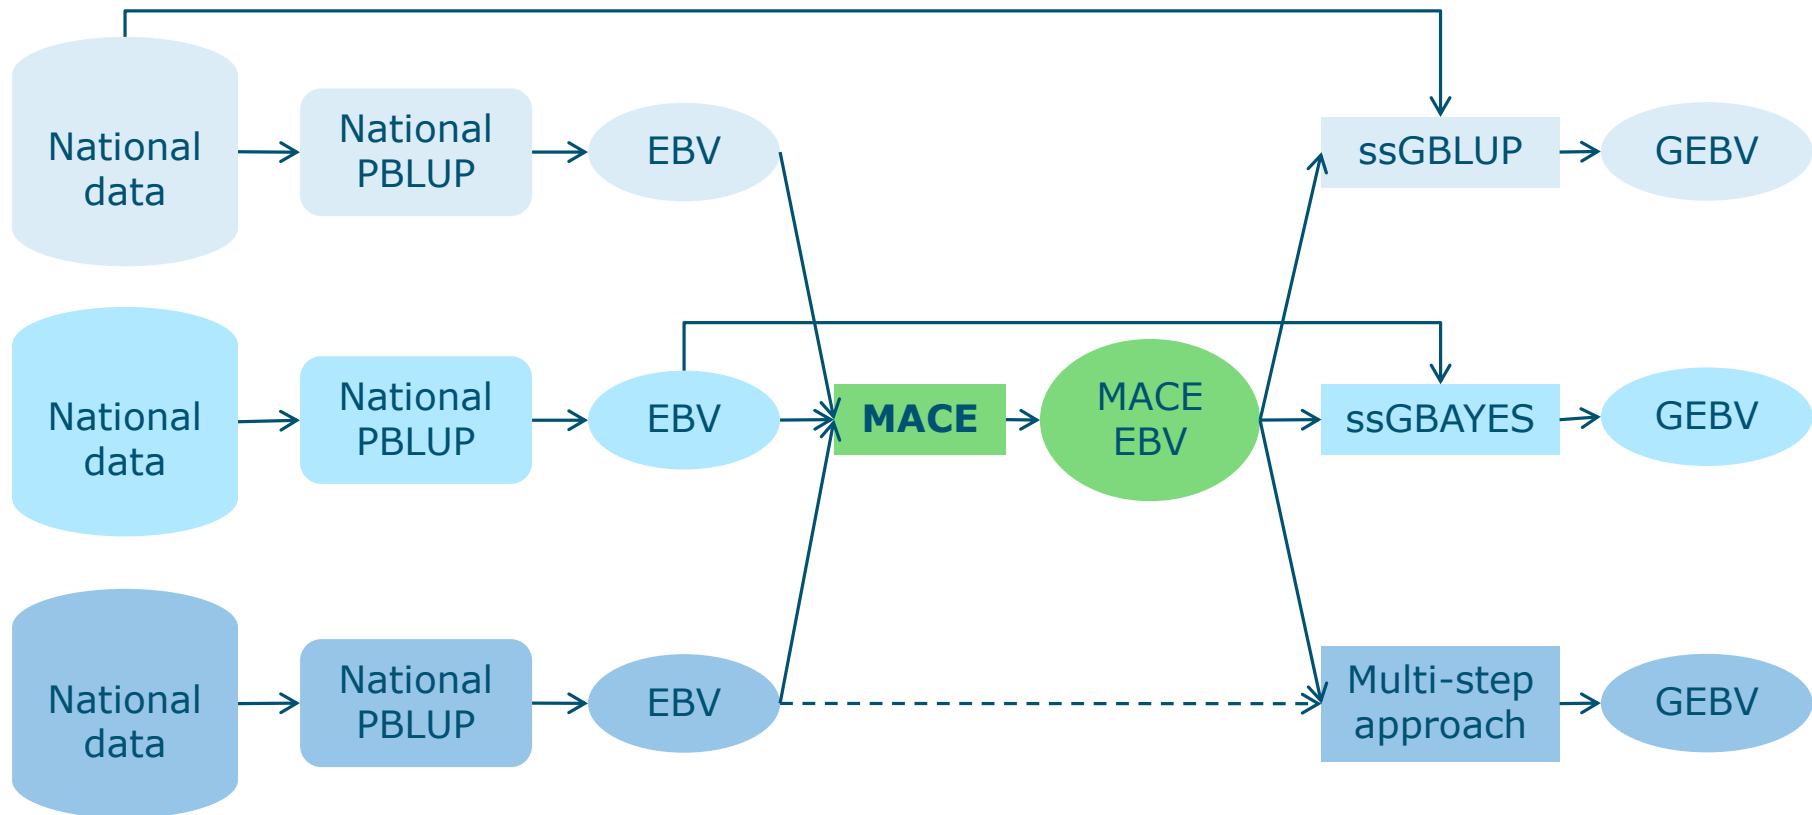 National
data
National
PBLUP
EBV
ssGBLUP
GEBV
National
data
National
PBLUP
EBV
MACE
MACE
EBV
ssGBAYES
GEBV
National
data
National
PBLUP
EBV
Multi-step
approach
GEBV